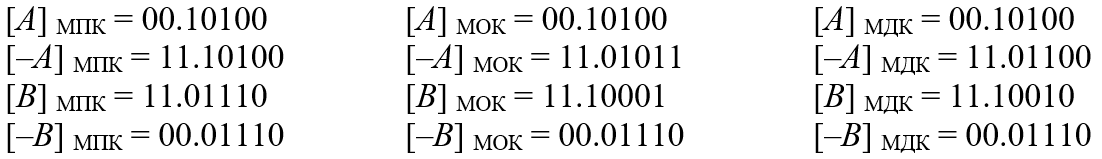 [A] МПК = 00.10100 [A] МОК = 00.10100 [A] МДК = 00.10100
[–A] МПК = 11.10100 [–A] МОК = 11.01011 [–A] МДК = 11.01100
[B] МПК = 11.01110 [B] МОК = 11.10001 [B] МДК = 11.10010
[–B] МПК = 00.01110 [–B] МОК = 00.01110 [–B] МДК = 00.01110